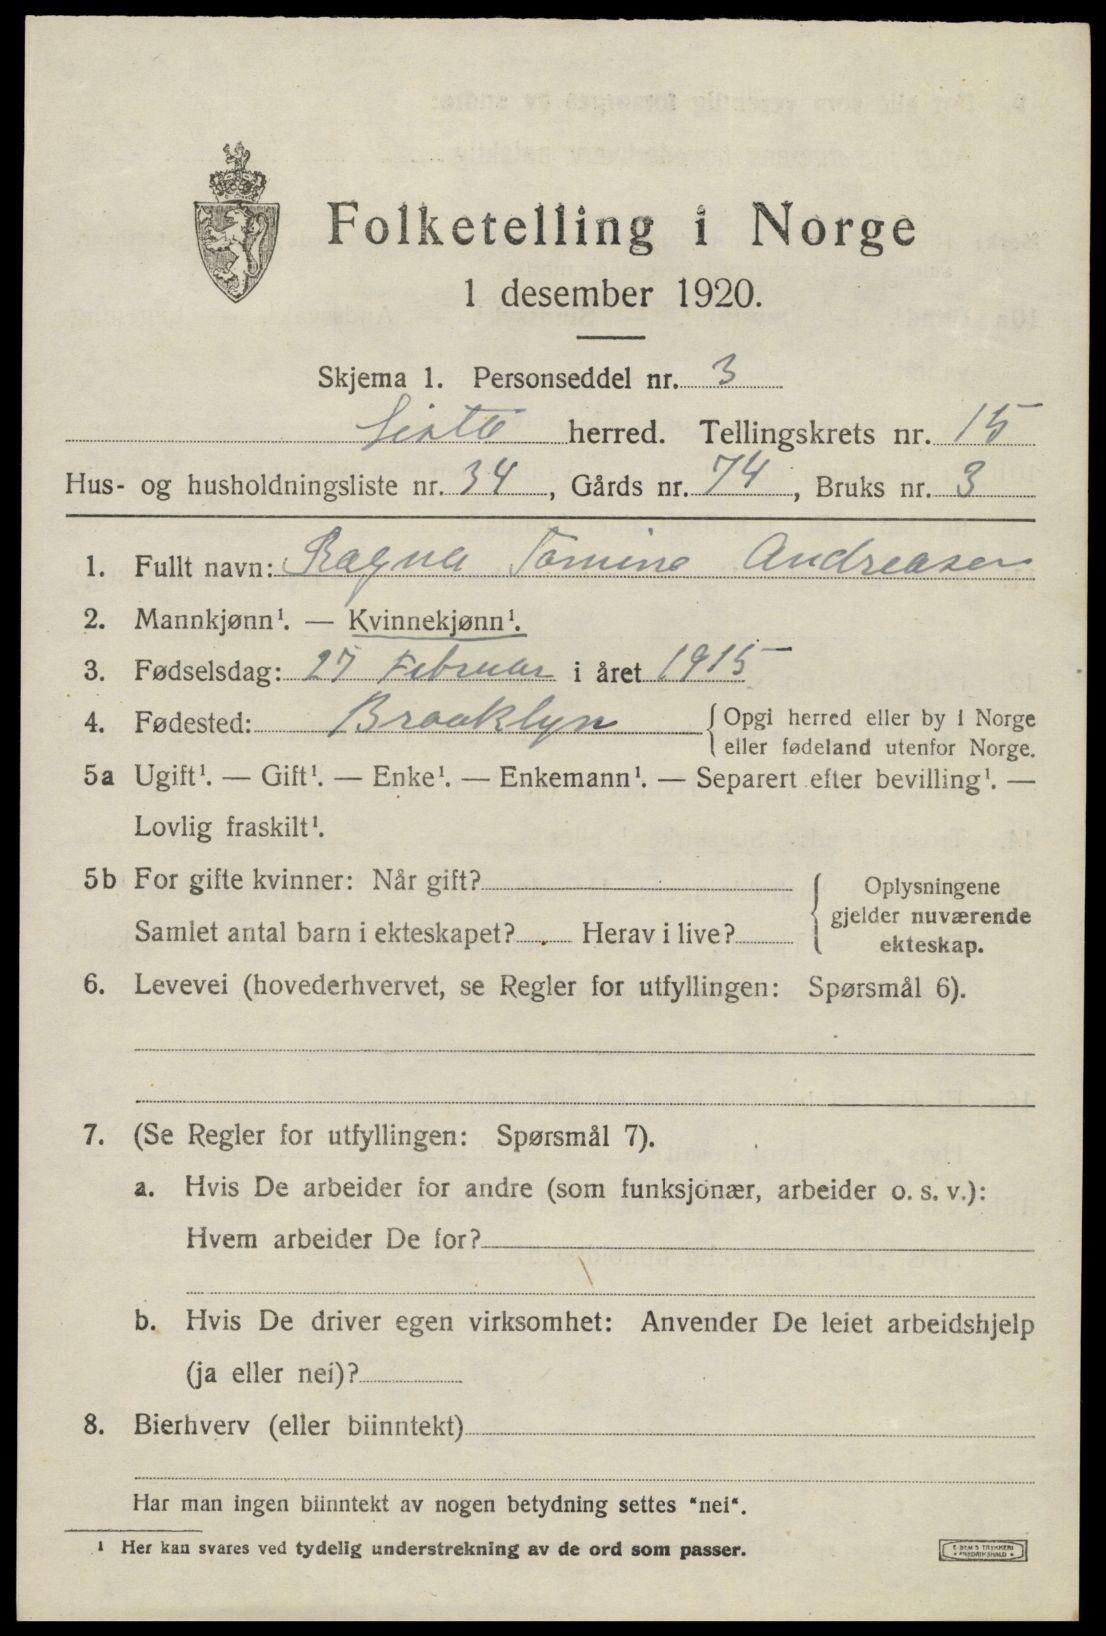 Folketelling i Norge
1 desember 1920.
Skjema 1. Personseddel nr. 3
herred. Tellingskrets nr. 15
Hus- og husholdningsliste nr. 34, Gårds nr. 74, Bruks nr. 3
1. Fullt navn: Ragna Tomine Andreasen
2. Mannkjønn¹. — Kvinnekjønn¹.
3. Fødselsdag: 27 Februar i året 1915
4. Fødested: Brooklyn {Opgi herred eller by i Norge
eller fødeland utenfor Norge.
5a Ugift¹. — Gift¹. — Enke¹. — Enkemann¹. — Separert efter bevilling¹. —
Lovlig fraskilt¹.
5b For gifte kvinner: Når gift? { Oplysningene
gjelder nuværende
Samlet antal barn i ekteskapet? Herav i live?
ekteskap.
6. Levevei (hovederhvervet, se Regler for utfyllingen: Spørsmål 6).
7. (Se Regler for utfyllingen: Spørsmål 7).
a. Hvis De arbeider for andre (som funksjonær, arbeider o. s. v.):
Hvem arbeider De for?
b. Hvis De driver egen virksomhet: Anvender De leiet arbeidshjelp
(ja eller nei)?
8. Bierhverv (eller biinntekt)
Har man ingen biinntekt av nogen betydning settes "nei".
¹ Her kan svares ved tydelig understrekning av de ord som passer.